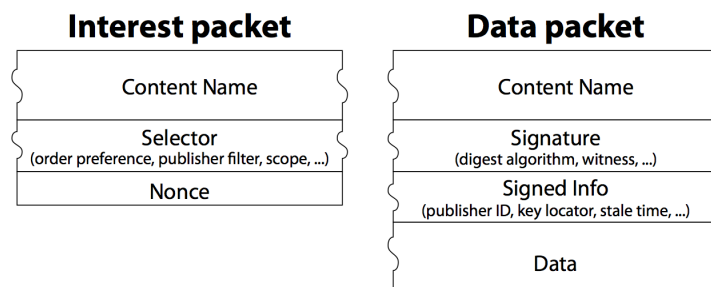 Interest packet
Content Name
Selector
(order preference, publisher filter, scope, ...)
Nonce
Data packet
Content Name
Signature
(digest algorithm, witness, ...)
Signed Info
(publisher ID, key locator, stale time, ...)
Data